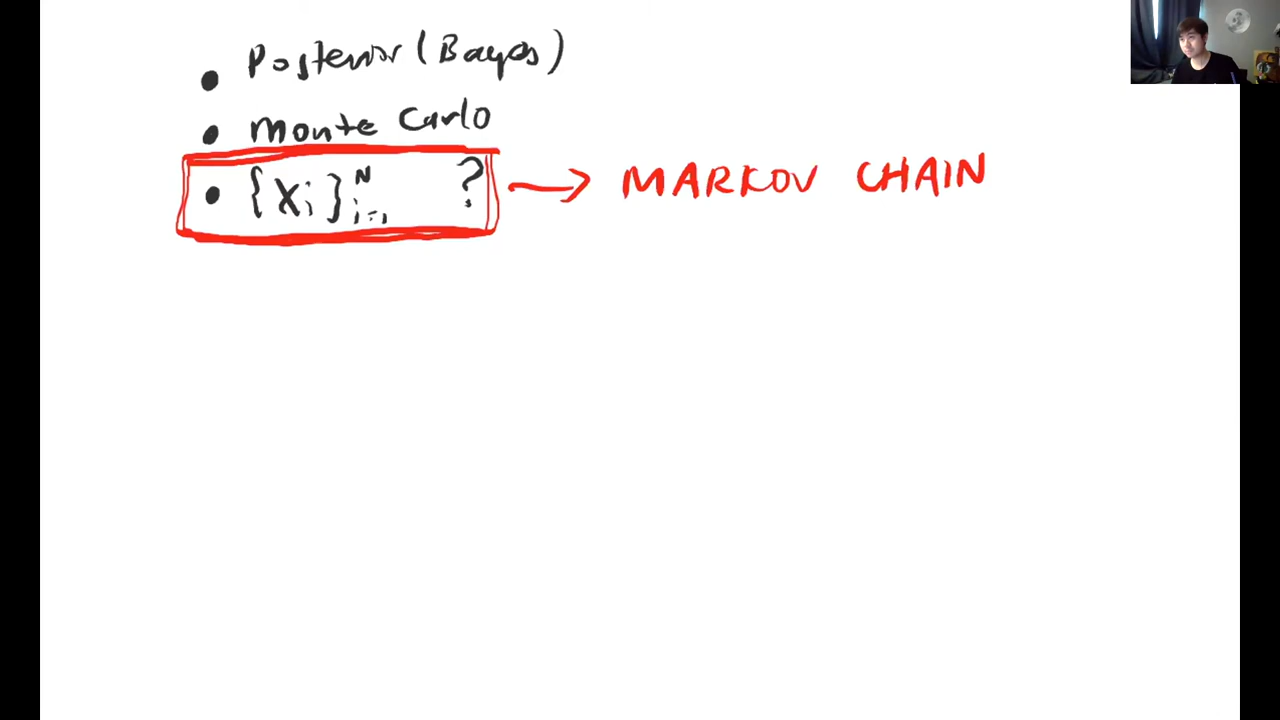 • Posterior (Bayes)
• Monte Carlo
• {Xi}ᴺi=1 ? → MARKOV CHAIN